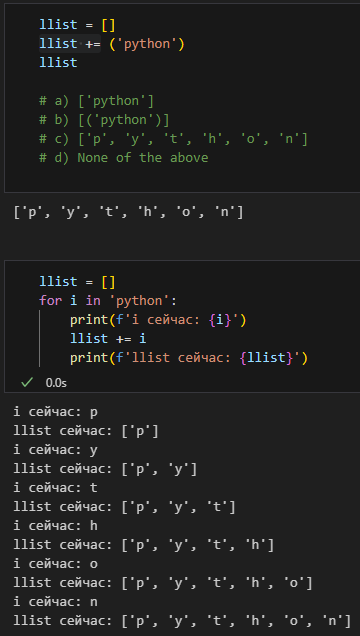 llist = []
llist += ('python')
llist
# a) ['python']
# b) [('python')]
# c) ['p', 'y', 't', 'h', 'o', 'n']
# d) None of the above
['p', 'y', 't', 'h', 'o', 'n']
llist = []
for i in 'python':
    print(f'i сейчас: {i}')
    llist += i
    print(f'llist сейчас: {llist}')
0.0s
i сейчас: p
llist сейчас: ['p']
i сейчас: y
llist сейчас: ['p', 'y']
i сейчас: t
llist сейчас: ['p', 'y', 't']
i сейчас: h
llist сейчас: ['p', 'y', 't', 'h']
i сейчас: o
llist сейчас: ['p', 'y', 't', 'h', 'o']
i сейчас: n
llist сейчас: ['p', 'y', 't', 'h', 'o', 'n']